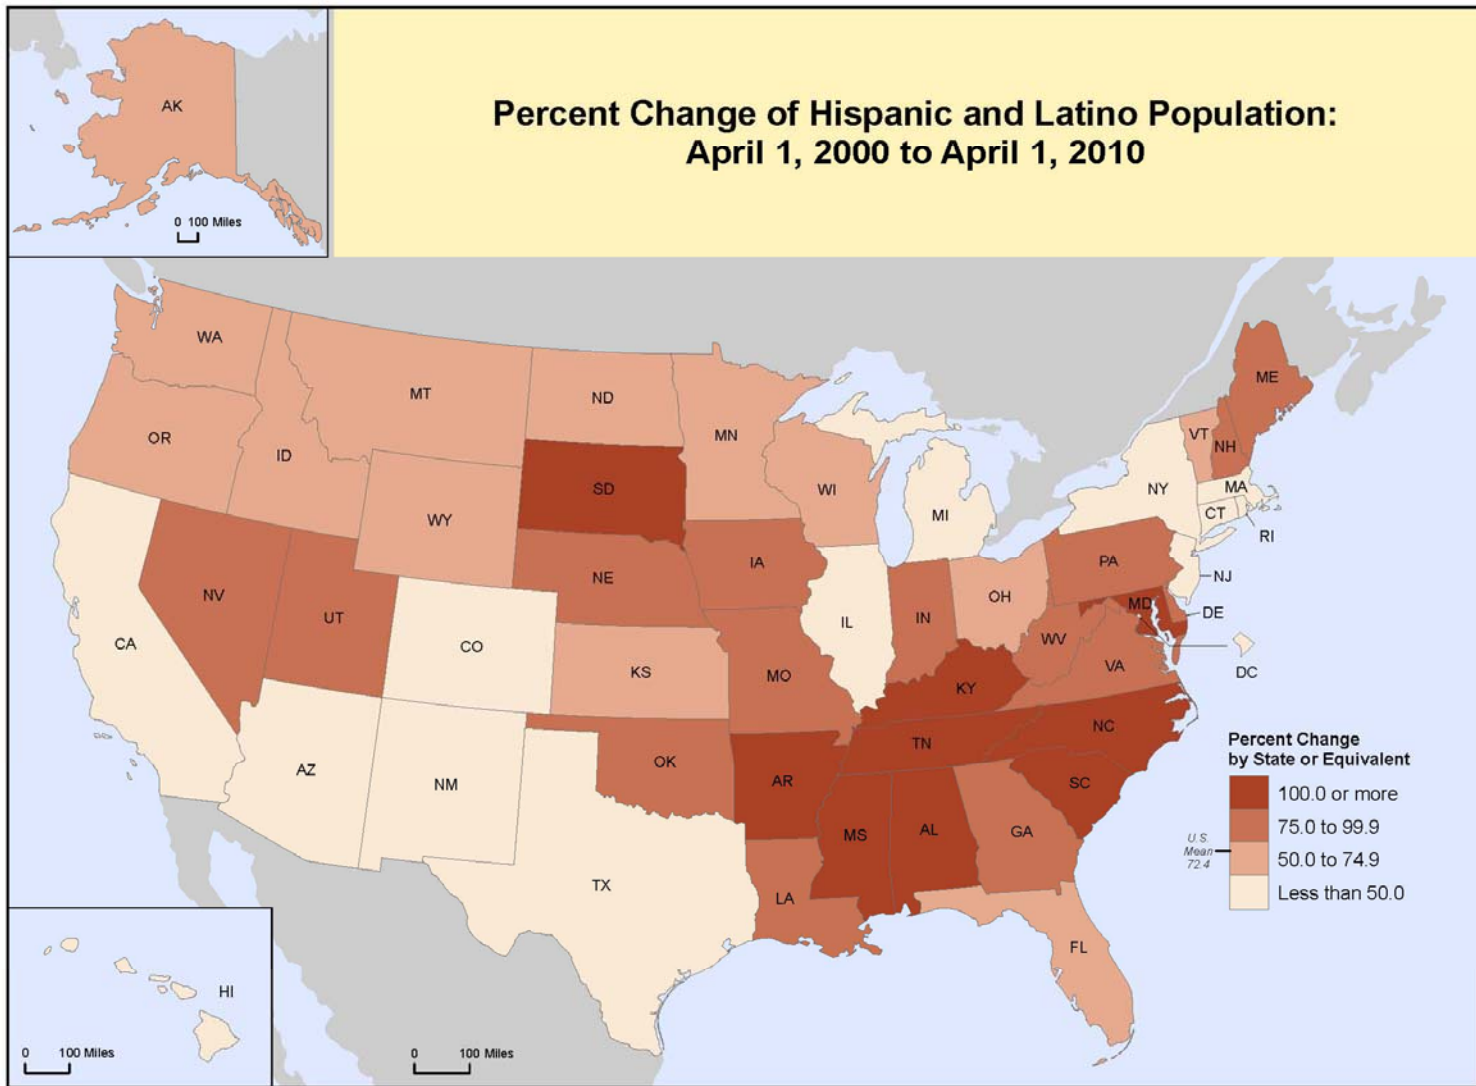 AK
0 100 Miles
Percent Change of Hispanic and Latino Population:
April 1, 2000 to April 1, 2010
WA
MT
ND
MN
ME
OR
ID
WY
SD
WI
MI
VT
NH
NY
MA
CT
RI
NV
UT
CA
CO
NE
IA
IL
IN
OH
PA
NJ
MD
DE
DC
KS
MO
KY
WV
VA
AZ
NM
OK
AR
TN
NC
SC
TX
LA
MS
AL
GA
FL
Percent Change
by State or Equivalent
100.0 or more
75.0 to 99.9
50.0 to 74.9
Less than 50.0
U.S.
Mean
72.4
HI
0 100 Miles
0 100 Miles